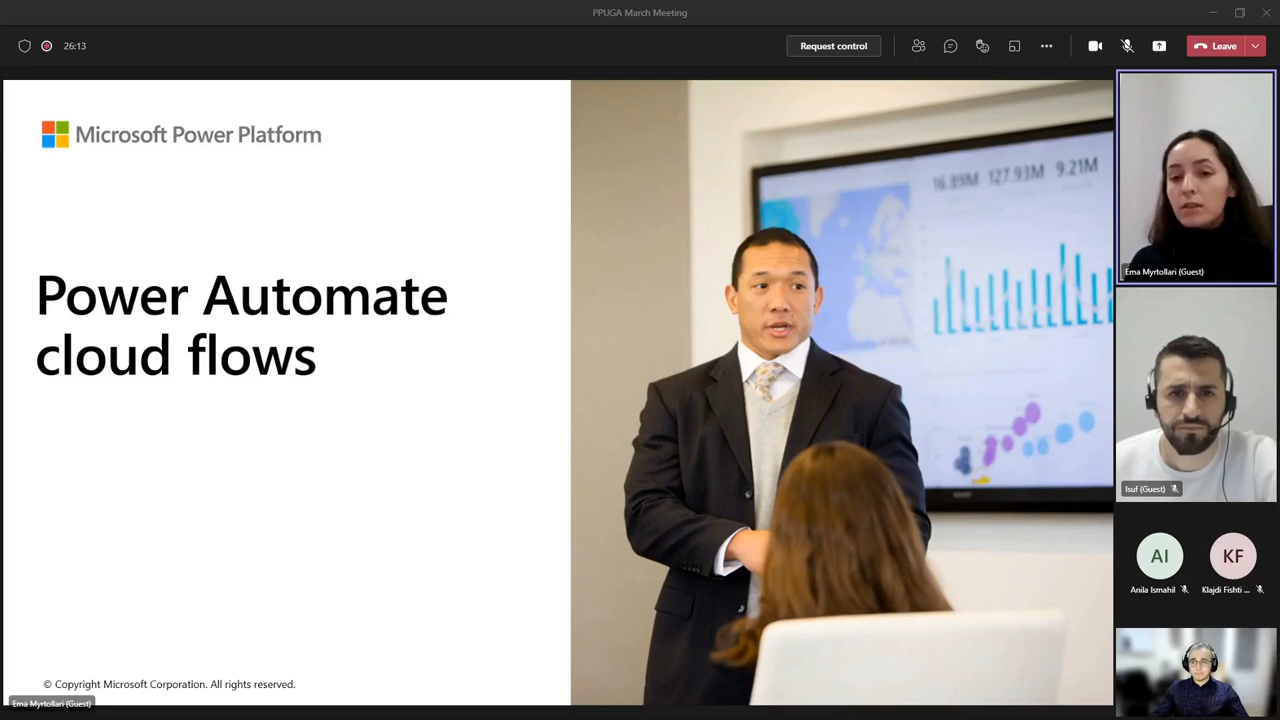 PPUGA March Meeting
26:13
Request control
Leave
Microsoft Power Platform
16.89M 127.93M 9.21M
Power Automate
cloud flows
© Copyright Microsoft Corporation. All rights reserved.
Ema Myrtollari (Guest)
Ema Myrtollari (Guest)
Isuf (Guest)
AI
KF
Anila Ismahil
Klajdi Fishti ...